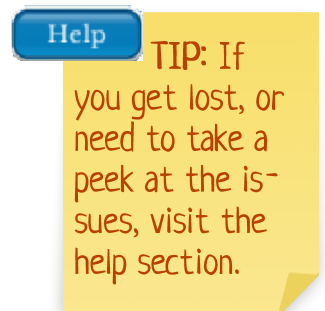 Help
TIP: If
you get lost, or
need to take a
peek at the is-
sues, visit the
help section.